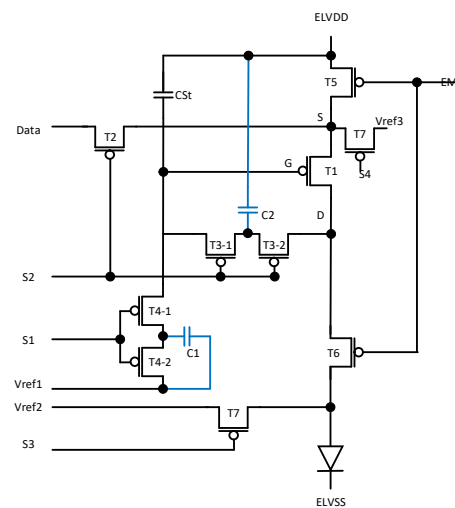 ELVDD
T5
EM
CSt
S
Vref3
Data
T2
T7
G
T1
S4
C2
D
T3-1
T3-2
S2
T4-1
S1
C1
T6
T4-2
Vref1
Vref2
T7
S3
ELVSS